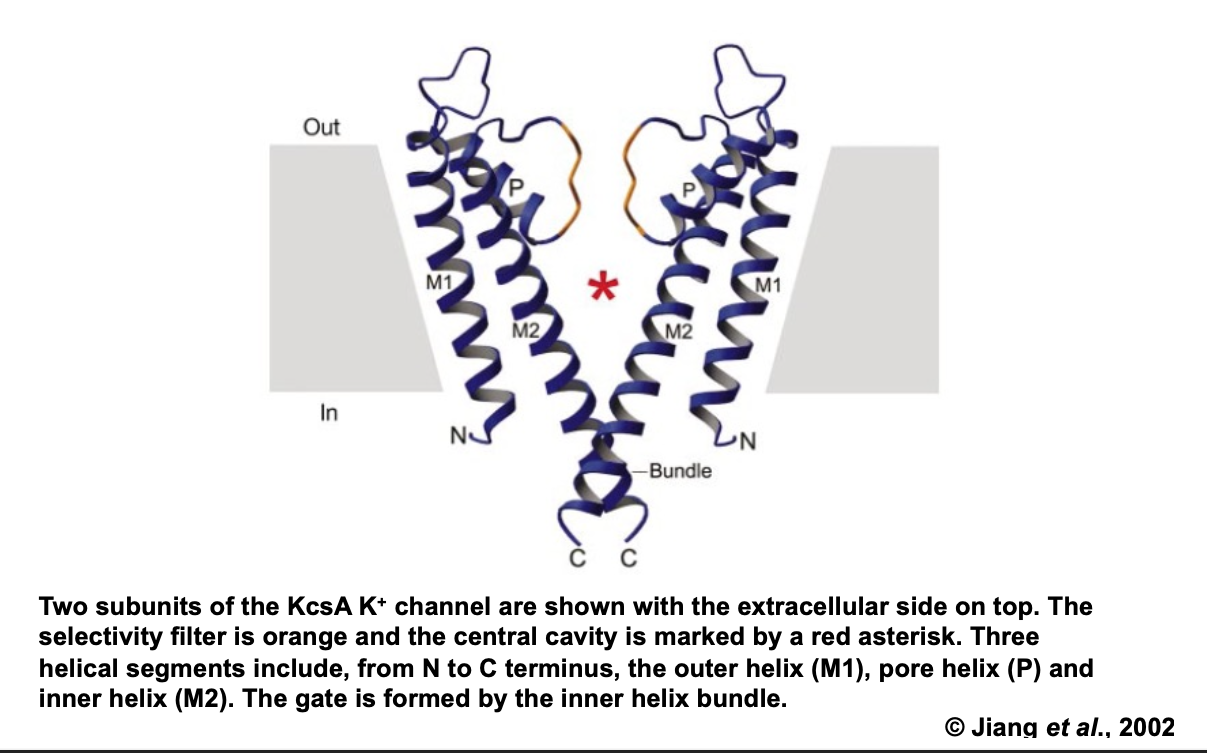 Out
P
P
M1
M1
*
M2
M2
In
N
N
Bundle
C
C
Two subunits of the KcsA K⁺ channel are shown with the extracellular side on top. The
selectivity filter is orange and the central cavity is marked by a red asterisk. Three
helical segments include, from N to C terminus, the outer helix (M1), pore helix (P) and
inner helix (M2). The gate is formed by the inner helix bundle.
© Jiang et al., 2002